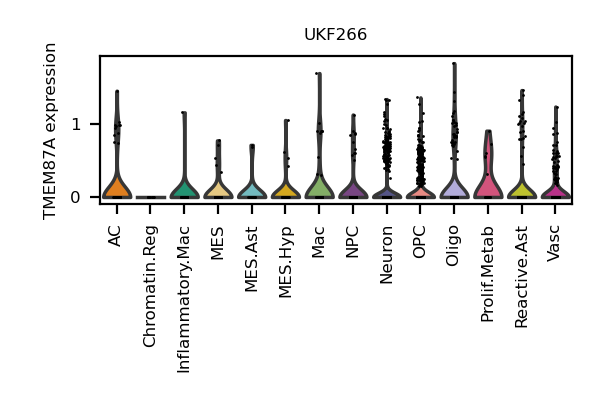 UKF266
TMEM87A expression
1
0
AC
Chromatin.Reg
Inflammatory.Mac
MES
MES.Ast
MES.Hyp
Mac
NPC
Neuron
OPC
Oligo
Prolif.Metab
Reactive.Ast
Vasc